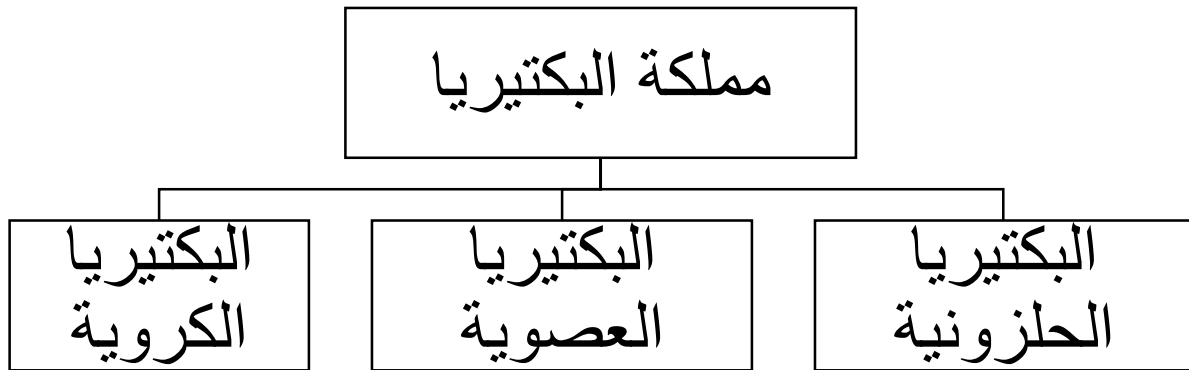 مملكة البكتيريا
البكتيريا
الحلزونية
البكتيريا
العصوية
البكتيريا
الكروية